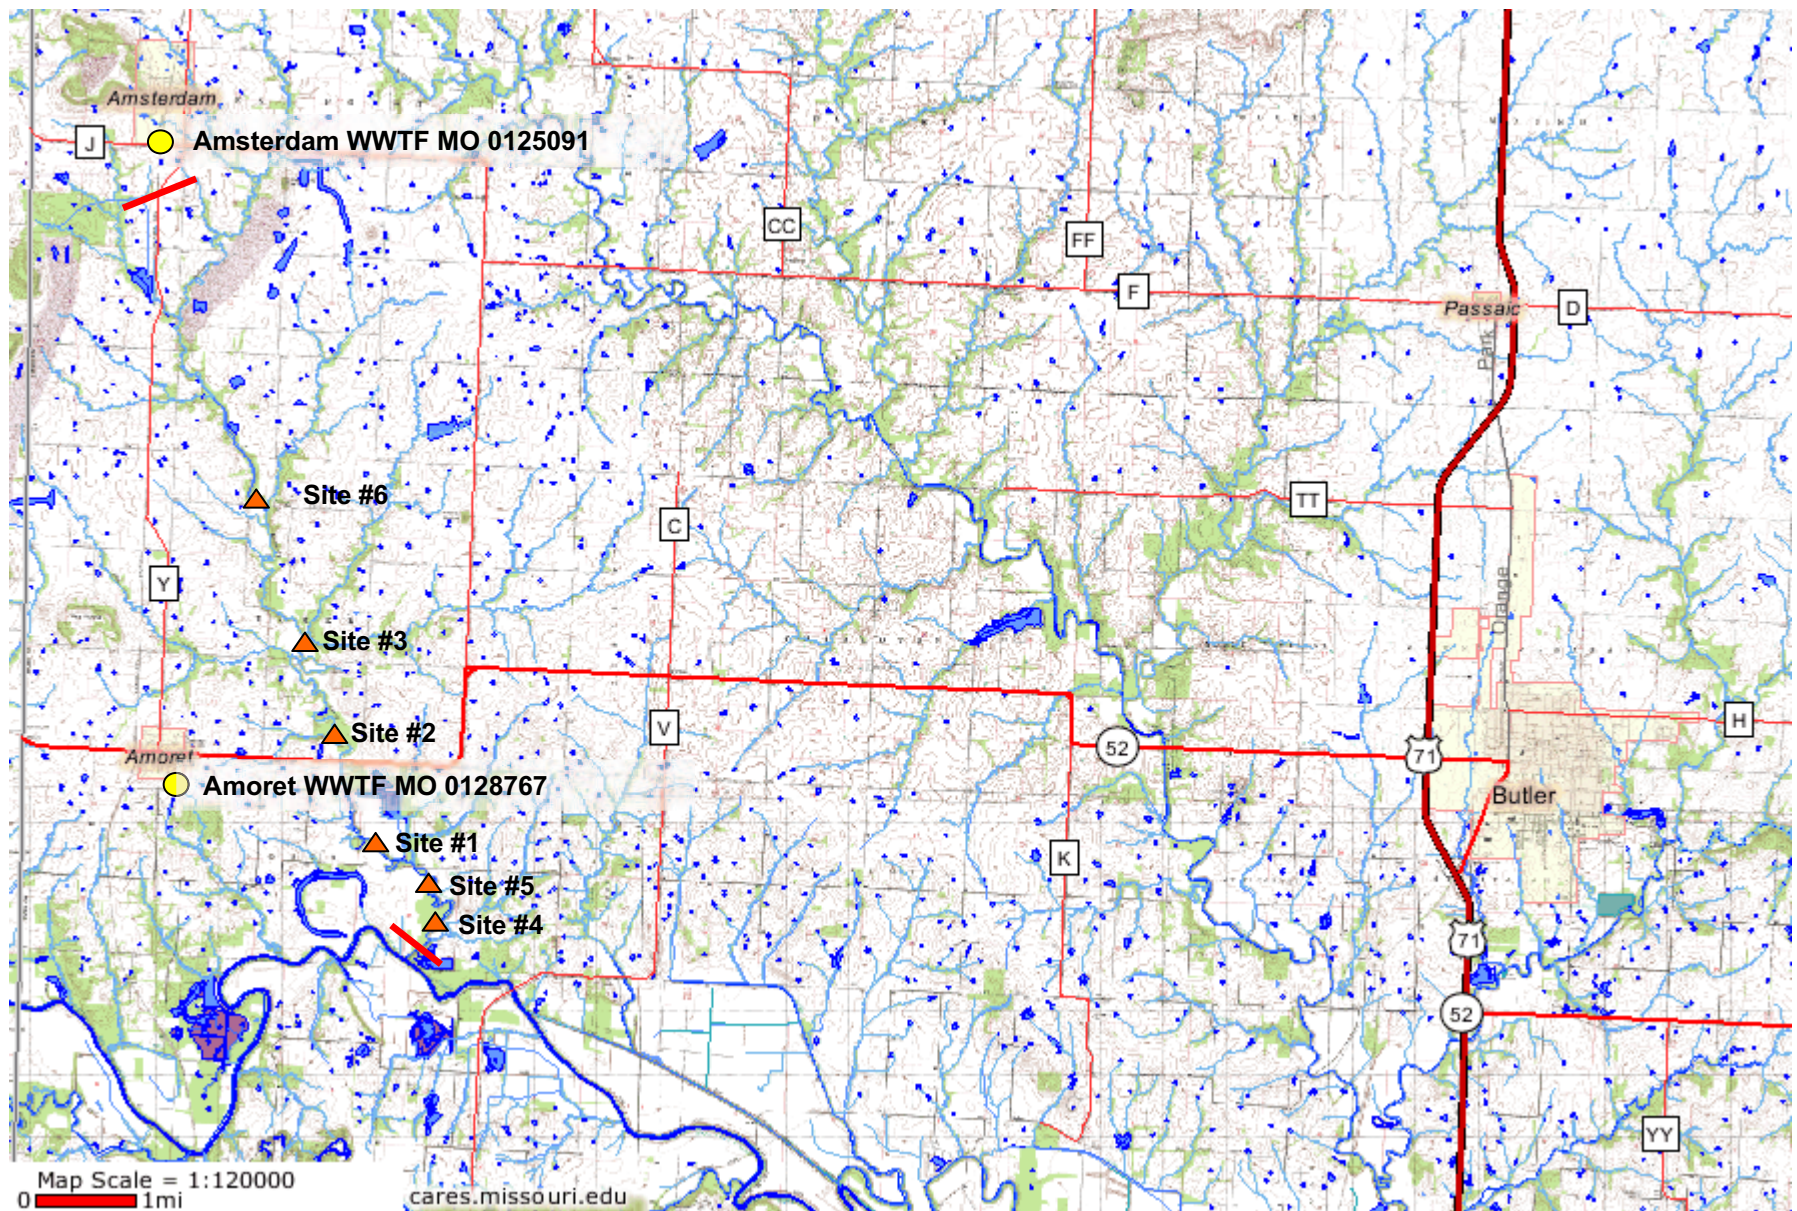 Amsterdam
J
Amsterdam WWTF MO 0125091
CC
FF
F
Passaic
D
Park
Site #6
TT
C
Y
Orange
Site #3
Site #2
V
H
52
71
Amoret
Amoret WWTF MO 0128767
Butler
Site #1
K
Site #5
Site #4
71
52
YY
Map Scale = 1:120000
0 1mi
cares.missouri.edu